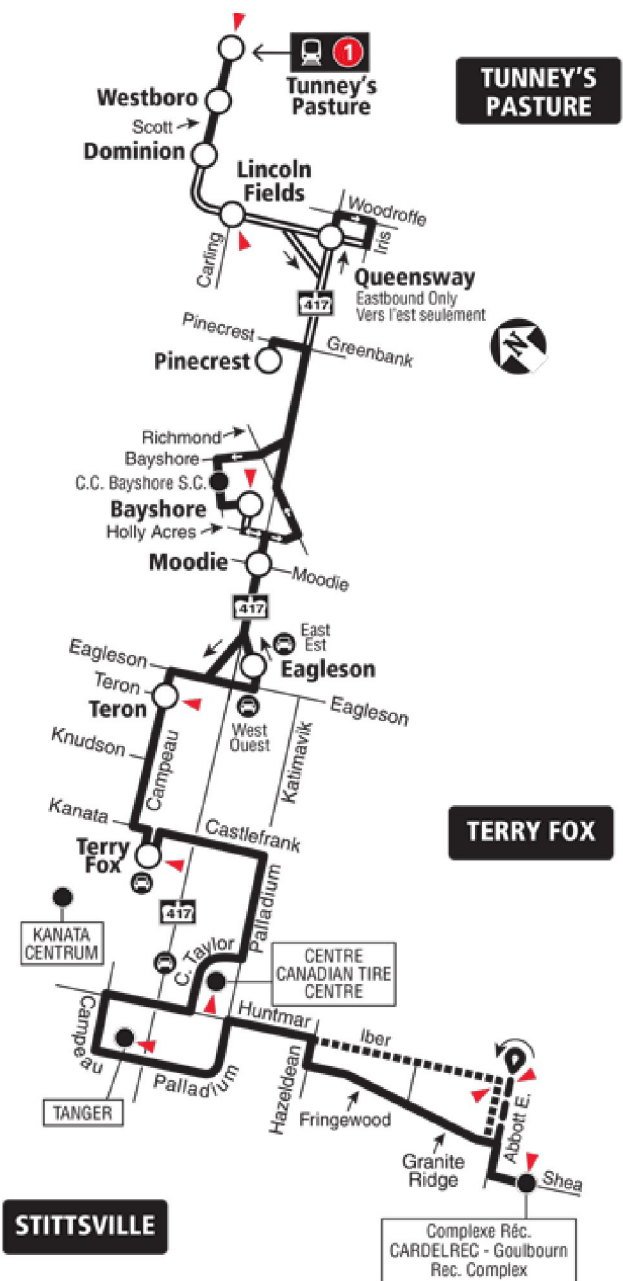 1
Tunney's
Pasture
TUNNEY'S
PASTURE
Westboro
Scott
Dominion
Lincoln
Fields
Woodroffe
Iris
Carling
Queensway
Eastbound Only
Vers l'est seulement
417
N
Pinecrest
Greenbank
Pinecrest
Richmond
Bayshore
C.C. Bayshore S.C.
Bayshore
Holly Acres
Moodie
Moodie
417
East
Est
Eagleson
Eagleson
Teron
Teron
Eagleson
West
Ouest
Katimavik
Knudson
Campeau
Kanata
Castlefrank
TERRY FOX
Terry
Fox
Palladium
417
KANATA
CENTRUM
C. Taylor
CENTRE
CANADIAN TIRE
CENTRE
Campeau
Huntmar
Iber
Hazeldean
Palladium
TANGER
Fringewood
Abbott E.
Granite
Ridge
Shea
STITTSVILLE
Complexe Réc.
CARDELREC - Goulbourn
Rec. Complex